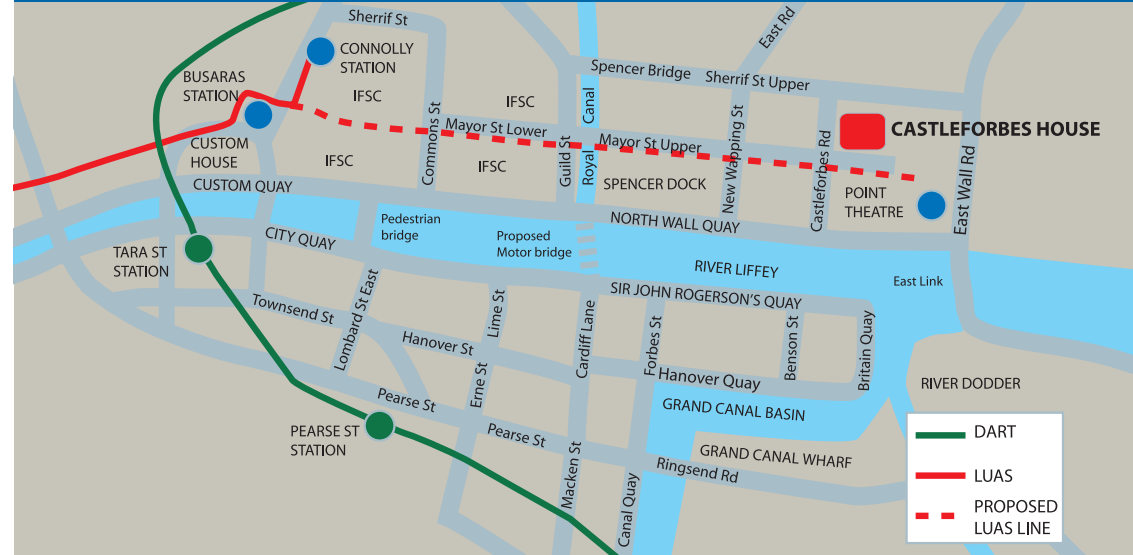 Sherrif St
East Rd
CONNOLLY
STATION
BUSARAS
STATION
Spencer Bridge
Sherrif St Upper
IFSC
IFSC
Royal Canal
Commons St
Mayor St Lower
Guild St
Mayor St Upper
New Wapping St
Castleforbes Rd
CASTLEFORBES HOUSE
East Wall Rd
CUSTOM
HOUSE
IFSC
IFSC
SPENCER DOCK
POINT
THEATRE
CUSTOM QUAY
NORTH WALL QUAY
Pedestrian
bridge
Proposed
Motor bridge
CITY QUAY
TARA ST
STATION
RIVER LIFFEY
East Link
SIR JOHN ROGERSON'S QUAY
Townsend St
Lombard St East
Lime St
Cardiff Lane
Forbes St
Benson St
Britain Quay
Hanover St
Hanover Quay
Erne St
RIVER DODDER
Pearse St
GRAND CANAL BASIN
PEARSE ST
STATION
Pearse St
Macken St
Canal Quay
GRAND CANAL WHARF
Ringsend Rd
DART
LUAS
PROPOSED
LUAS LINE